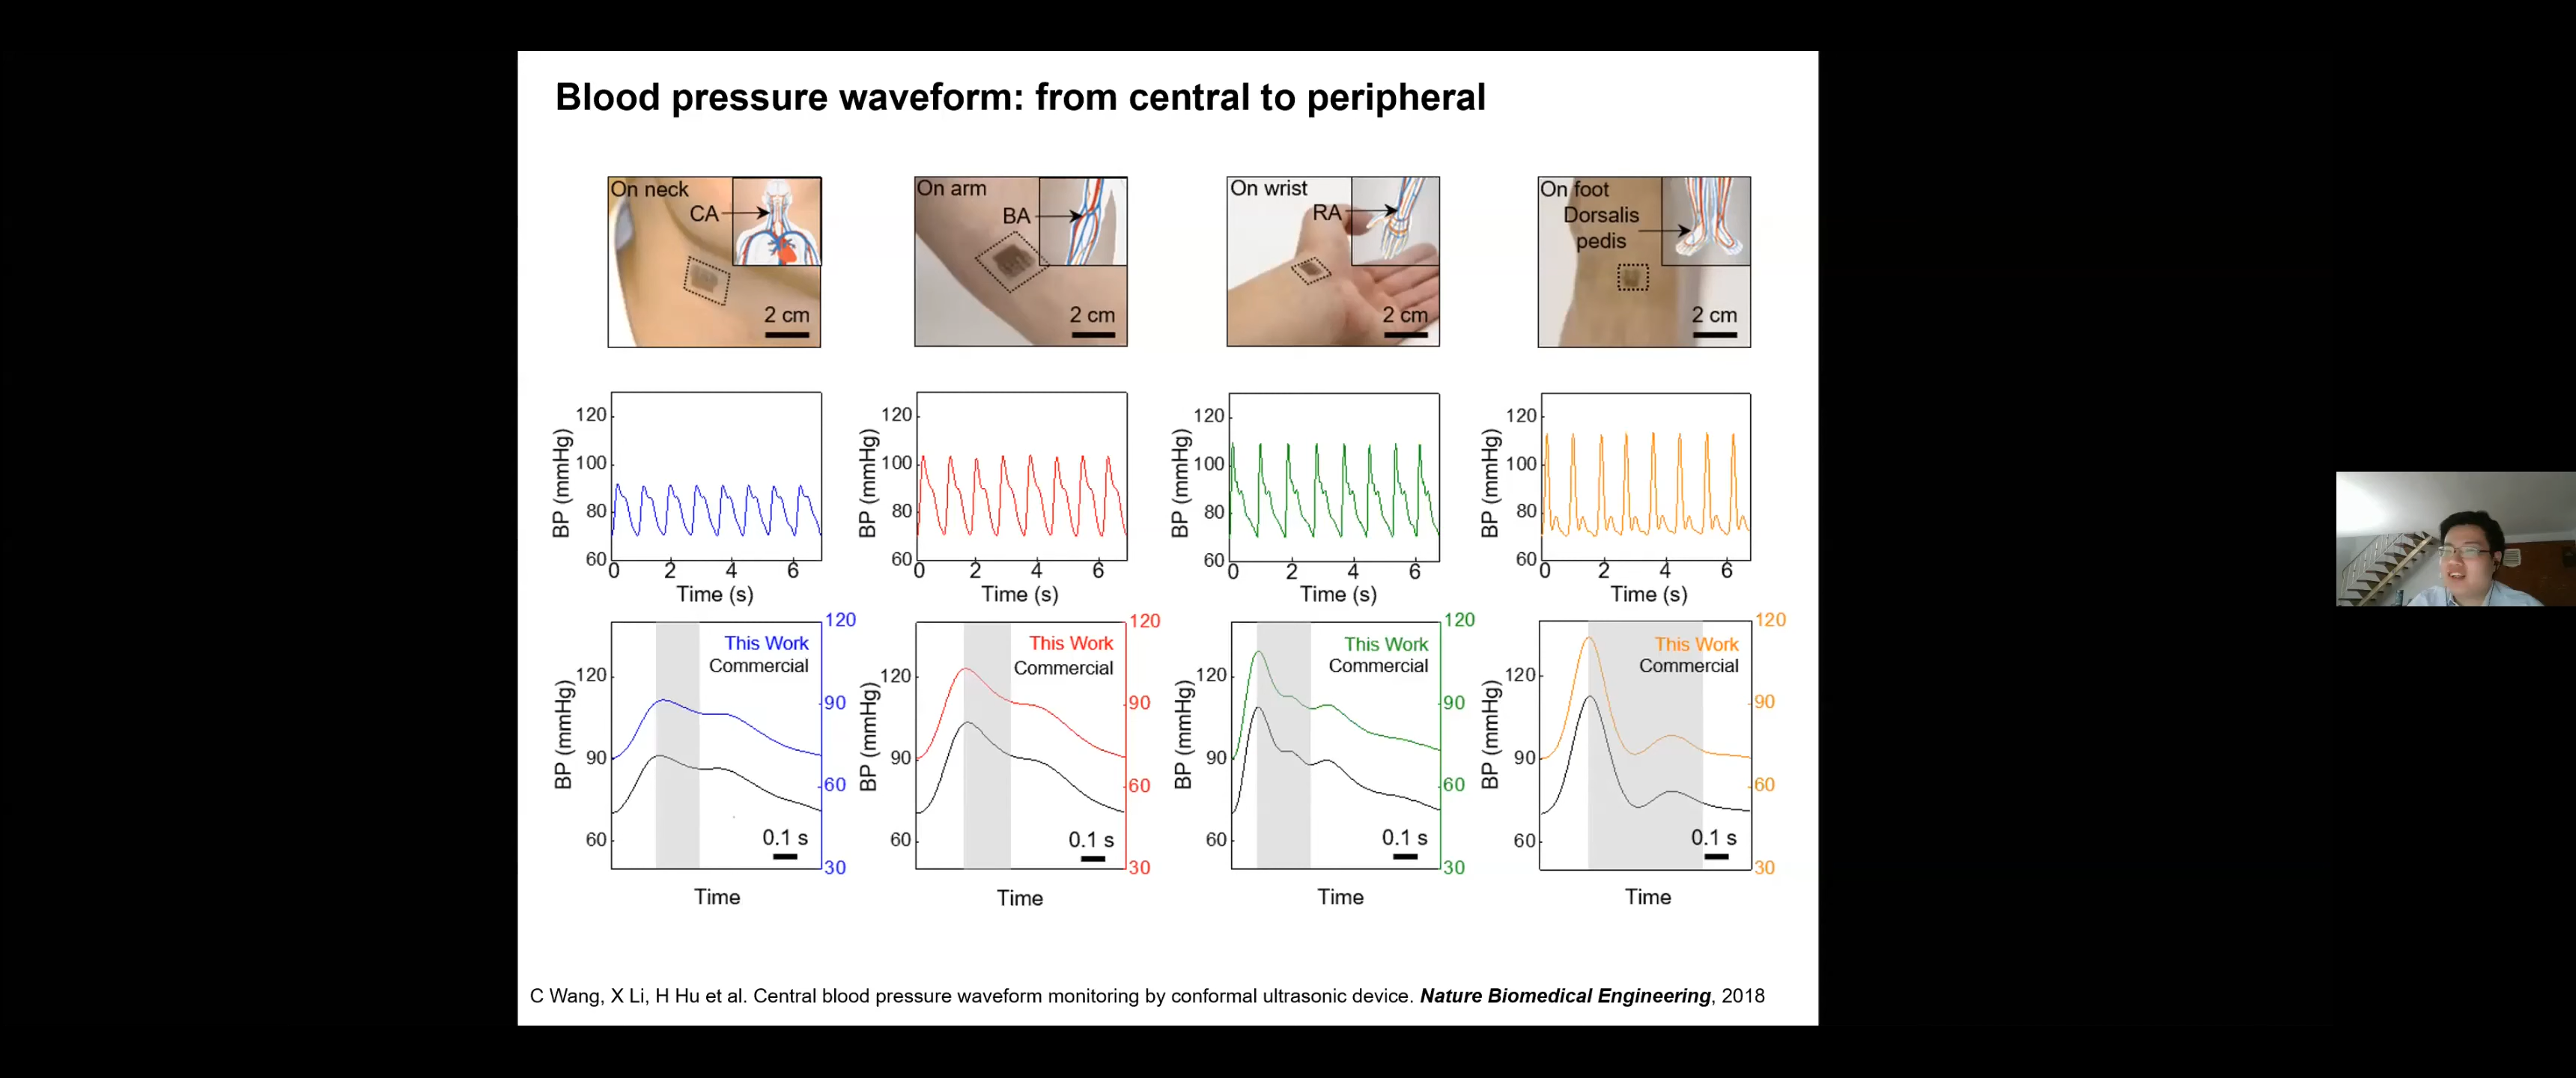 Blood pressure waveform: from central to peripheral
On neck
CA
2 cm
On arm
BA
2 cm
On wrist
RA
2 cm
On foot
Dorsalis
pedis
2 cm
BP (mmHg)
120
100
80
60
0 2 4 6
Time (s)
BP (mmHg)
120
100
80
60
0 2 4 6
Time (s)
BP (mmHg)
120
100
80
60
0 2 4 6
Time (s)
BP (mmHg)
120
100
80
60
0 2 4 6
Time (s)
BP (mmHg)
120
90
60
This Work
Commercial
0.1 s
120
90
60
30
Time
BP (mmHg)
120
90
60
This Work
Commercial
0.1 s
120
90
60
30
Time
BP (mmHg)
120
90
60
This Work
Commercial
0.1 s
120
90
60
30
Time
BP (mmHg)
120
90
60
This Work
Commercial
0.1 s
120
90
60
30
Time
C Wang, X Li, H Hu et al. Central blood pressure waveform monitoring by conformal ultrasonic device. Nature Biomedical Engineering, 2018